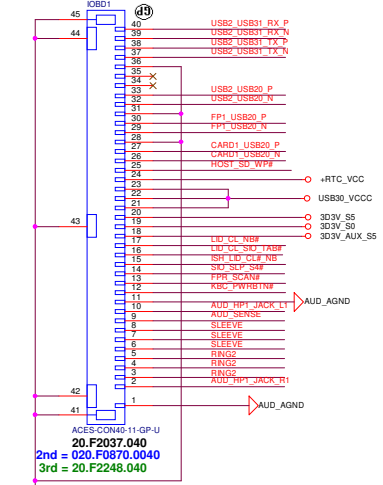 IOBD1
45
44
40 USB2_USB31_RX_P
39 USB2_USB31_RX_N
38 USB2_USB31_TX_P
37 USB2_USB31_TX_N
36
35
34
33 USB2_USB20_P
32 USB2_USB20_N
31
30 FP1_USB20_P
29 FP1_USB20_N
28
27 CARD1_USB20_P
26 CARD1_USB20_N
25 HOST_SD_WP#
24 +RTC_VCC
23
22 USB30_VCCC
21
20 3D3V_S5
43
19 3D3V_S0
18 3D3V_AUX_S5
17 LID_CL_NB#
16 LID_CL_SIO_TAB#
15 ISH_LID_CL#_NB
14 SIO_SLP_S4#
13 FPR_SCAN#
12 KBC_PWRBTN#
11 AUD_AGND
10 AUD_HP1_JACK_L1
9 AUD_SENSE
8 SLEEVE
7 SLEEVE
6 SLEEVE
5 RING2
4 RING2
3 RING2
2 AUD_HP1_JACK_R1
42
1 AUD_AGND
41
ACES-CON40-11-GP-U
20.F2037.040
2nd = 020.F0870.0040
3rd = 20.F2248.040